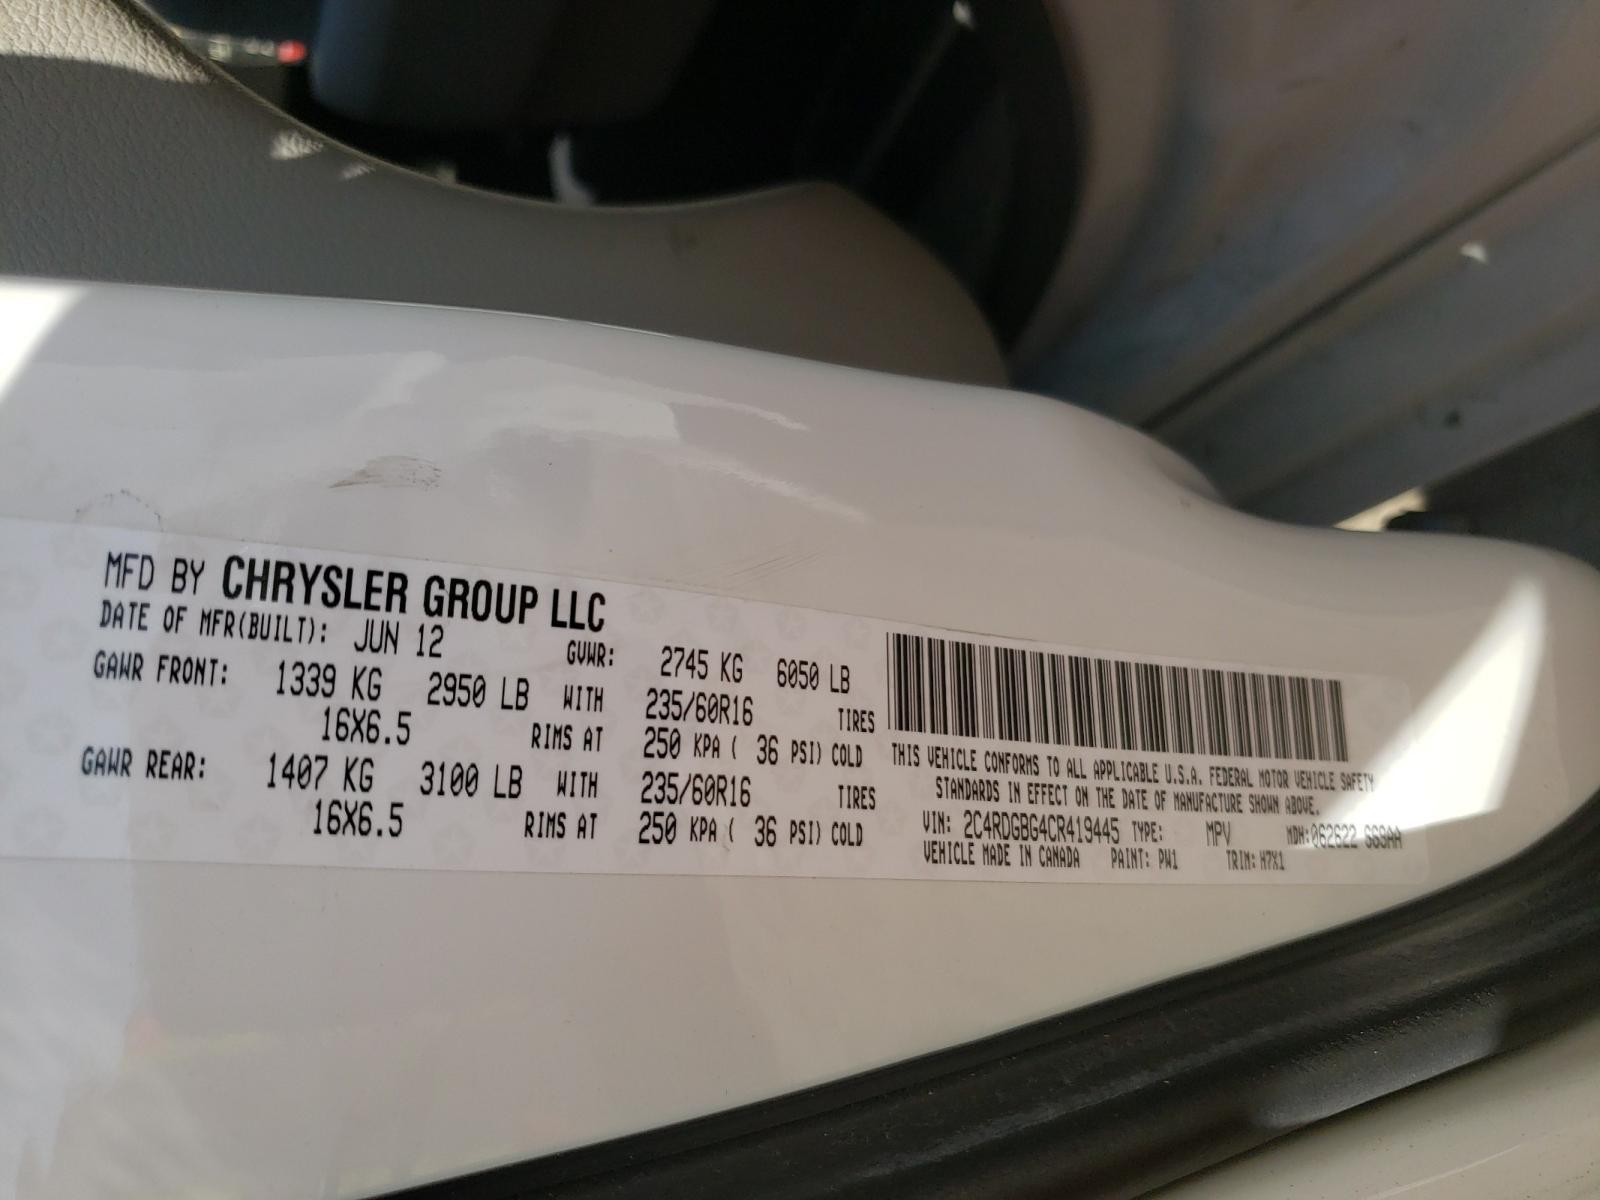 MFD BY CHRYSLER GROUP LLC
DATE OF MFR(BUILT): JUN 12 GVWR: 2745 KG 6050 LB
GAWR FRONT: 1339 KG 2950 LB WITH 235/60R16 TIRES
16X6.5 RIMS AT 250 KPA ( 36 PSI) COLD
GAWR REAR: 1407 KG 3100 LB WITH 235/60R16 TIRES
16X6.5 RIMS AT 250 KPA ( 36 PSI) COLD
THIS VEHICLE CONFORMS TO ALL APPLICABLE U.S.A. FEDERAL MOTOR VEHICLE SAFETY
STANDARDS IN EFFECT ON THE DATE OF MANUFACTURE SHOWN ABOVE.
VIN: 2C4RDGBG4CR419445 TYPE: MPV MDH:062622
VEHICLE MADE IN CANADA PAINT: PW1 TRIM: H7X1